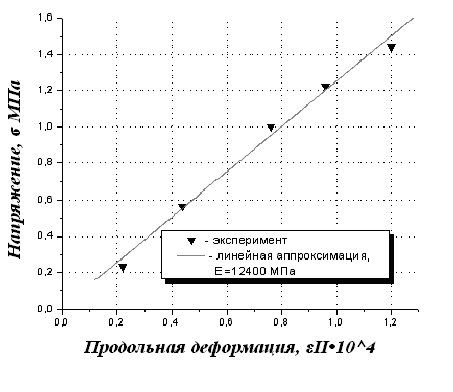 1,6
1,4
1,2
1,0
0,8
0,6
0,4
0,2
0,0
Напряжение, σ МПа
- эксперимент
- линейная аппроксимация,
E=12400 МПа
0,0 0,2 0,4 0,6 0,8 1,0 1,2
Продольная деформация, εII•10^4